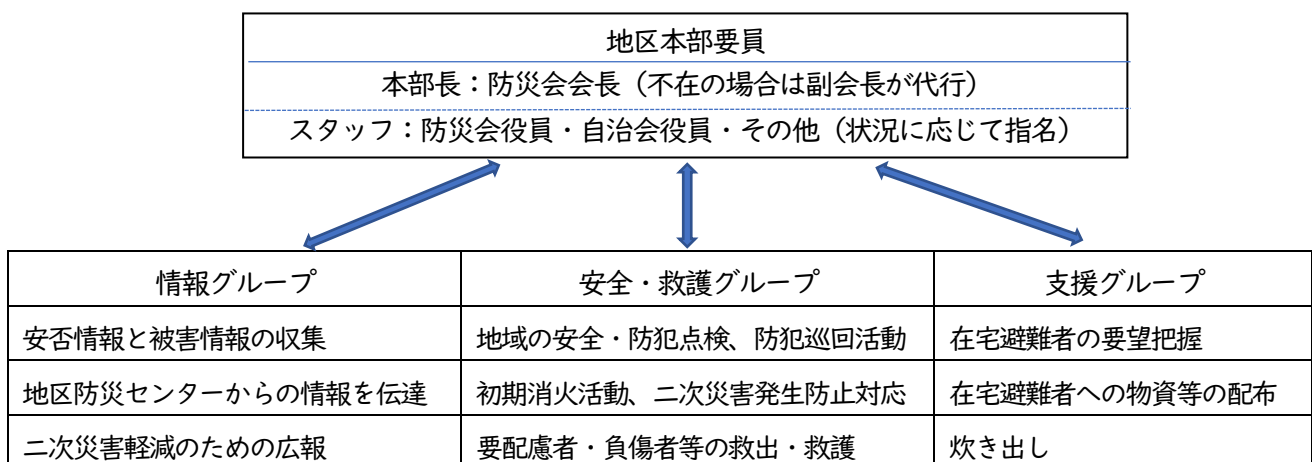 地区本部要員
本部長：防災会会長（不在の場合は副会長が代行）
スタッフ：防災会役員・自治会役員・その他（状況に応じて指名）
情報グループ 安全・救護グループ 支援グループ
安否情報と被害情報の収集 地域の安全・防犯点検、防犯巡回活動 在宅避難者の要望把握
地区防災センターからの情報を伝達 初期消火活動、二次災害発生防止対応 在宅避難者への物資等の配布
二次災害軽減のための広報 要配慮者・負傷者等の救出・救護 炊き出し